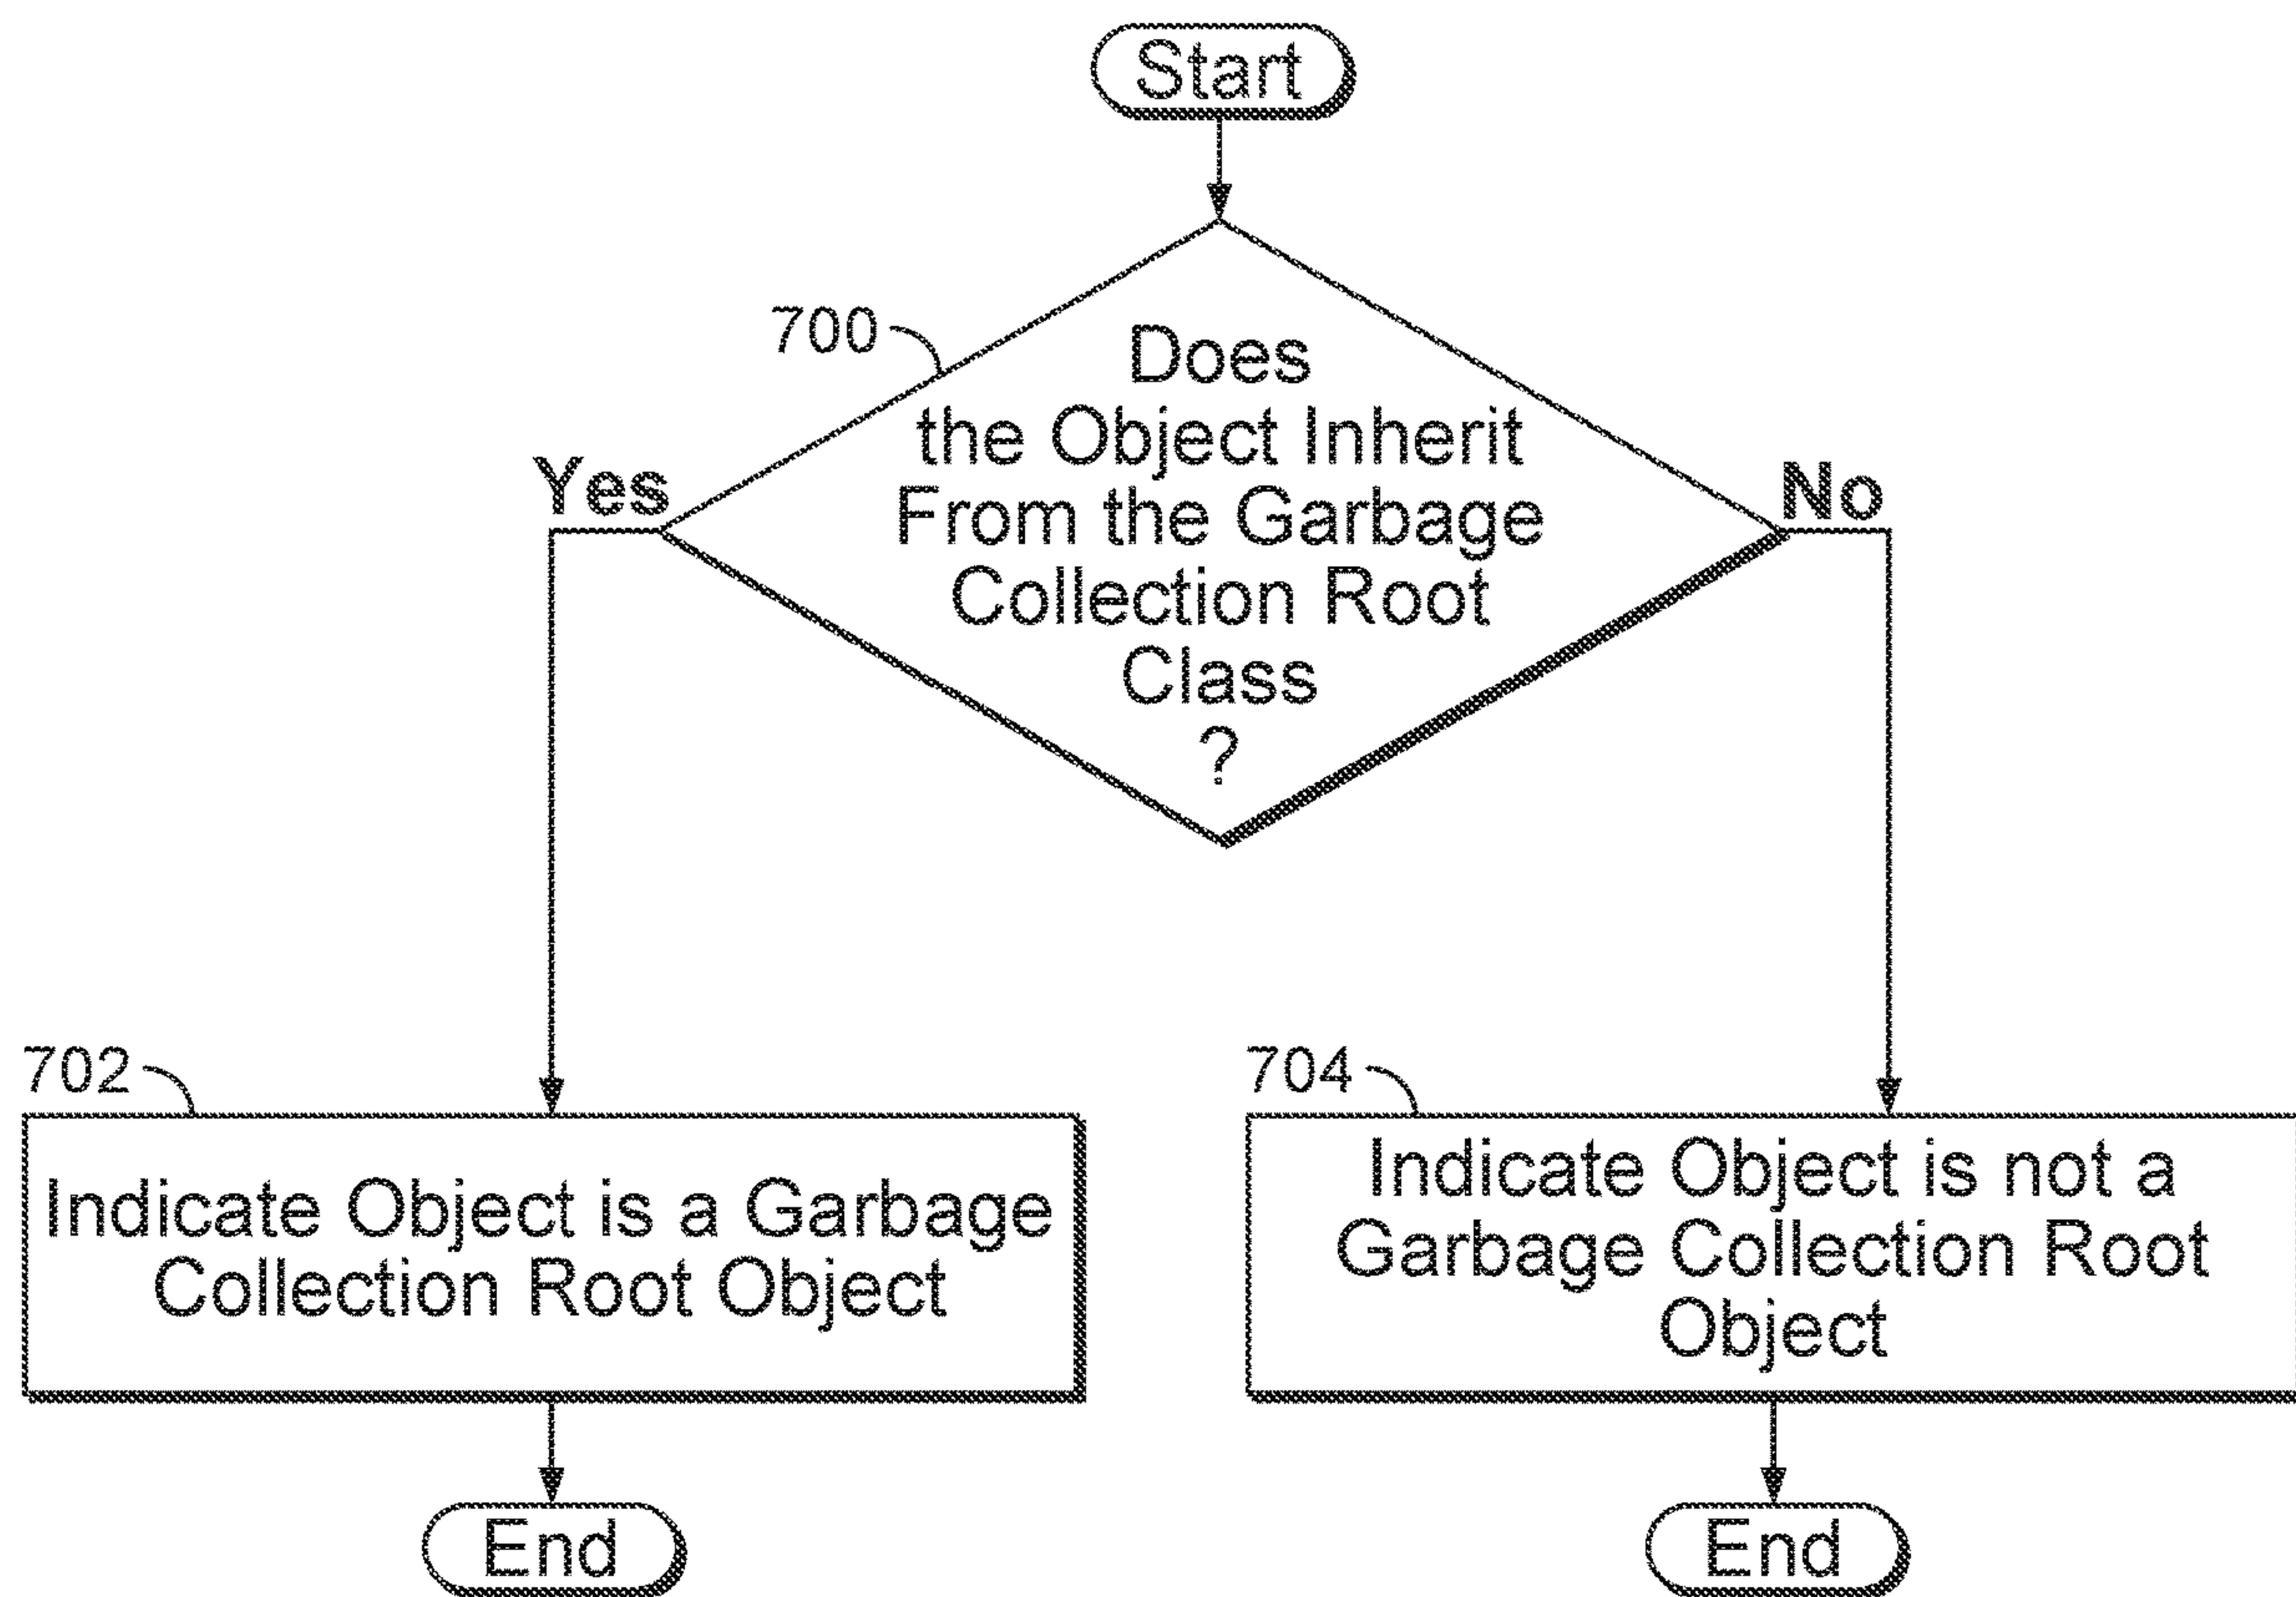 Start
700
Does
the Object Inherit
From the Garbage
Collection Root
Class
?
Yes
No
702
Indicate Object is a Garbage
Collection Root Object
End
704
Indicate Object is not a
Garbage Collection Root
Object
End